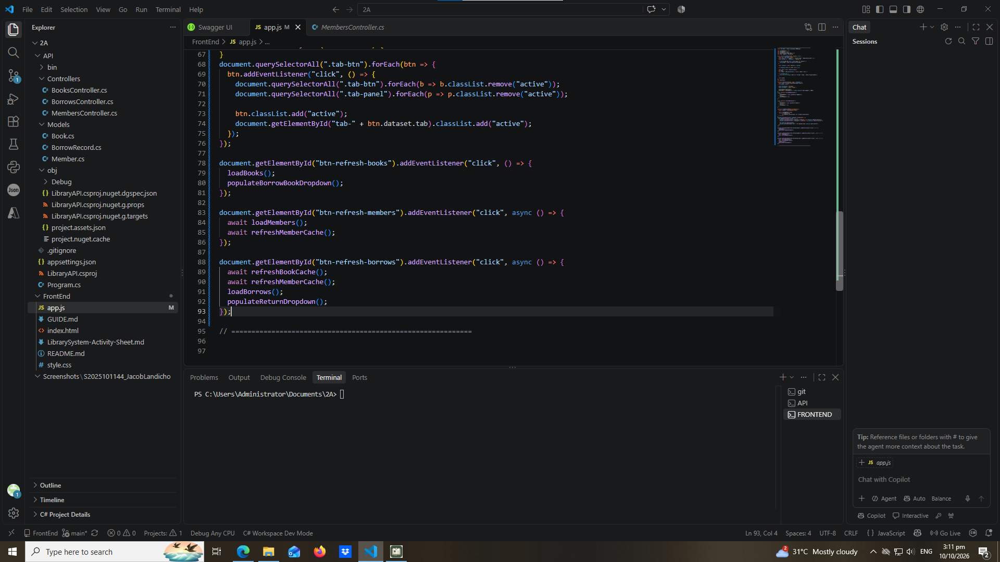 File Edit Selection View Go Run Terminal Help
2A
Explorer
2A
API
bin
Controllers
C# BooksController.cs
C# BorrowsController.cs
C# MembersController.cs
Models
C# Book.cs
C# BorrowRecord.cs
C# Member.cs
obj
Debug
{} LibraryAPI.csproj.nuget.dgspec.json
LibraryAPI.csproj.nuget.g.props
LibraryAPI.csproj.nuget.g.targets
{} project.assets.json
project.nuget.cache
.gitignore
{} appsettings.json
LibraryAPI.csproj
C# Program.cs
FrontEnd
JS app.js M
GUIDE.md
<> index.html
LibrarySystem-Activity-Sheet.md
README.md
# style.css
Screenshots \ S2025101144_JacobLandicho
Outline
Timeline
C# Project Details
1
Json
1
Swagger UI
JS app.js M
C# MembersController.cs
FrontEnd > JS app.js > ...
67 }
68 document.querySelectorAll(".tab-btn").forEach(btn => {
69 btn.addEventListener("click", () => {
70 document.querySelectorAll(".tab-btn").forEach(b => b.classList.remove("active"));
71 document.querySelectorAll(".tab-panel").forEach(p => p.classList.remove("active"));
72
73 btn.classList.add("active");
74 document.getElementById("tab-" + btn.dataset.tab).classList.add("active");
75 });
76 });
77
78 document.getElementById("btn-refresh-books").addEventListener("click", () => {
79 loadBooks();
80 populateBorrowBookDropdown();
81 });
82
83 document.getElementById("btn-refresh-members").addEventListener("click", async () => {
84 await loadMembers();
85 await refreshMemberCache();
86 });
87
88 document.getElementById("btn-refresh-borrows").addEventListener("click", async () => {
89 await refreshBookCache();
90 await refreshMemberCache();
91 loadBorrows();
92 populateReturnDropdown();
93 });
94
95 // ============================================================
96
97
Problems Output Debug Console Terminal Ports
PS C:\Users\Administrator\Documents\2A>
git
API
FRONTEND
Chat
Sessions
Tip: Reference files or folders with # to give
the agent more context about the task.
JS app.js
Chat with Copilot
Agent Auto Balance
Copilot Interactive
FrontEnd main* 0 0 Projects: 1 Debug Any CPU C# Workspace Dev Mode
Ln 93, Col 4 Spaces: 4 UTF-8 CRLF {} JavaScript Go Live
Type here to search
2 31°C Mostly cloudy
ENG
3:11 pm
10/10/2026
2